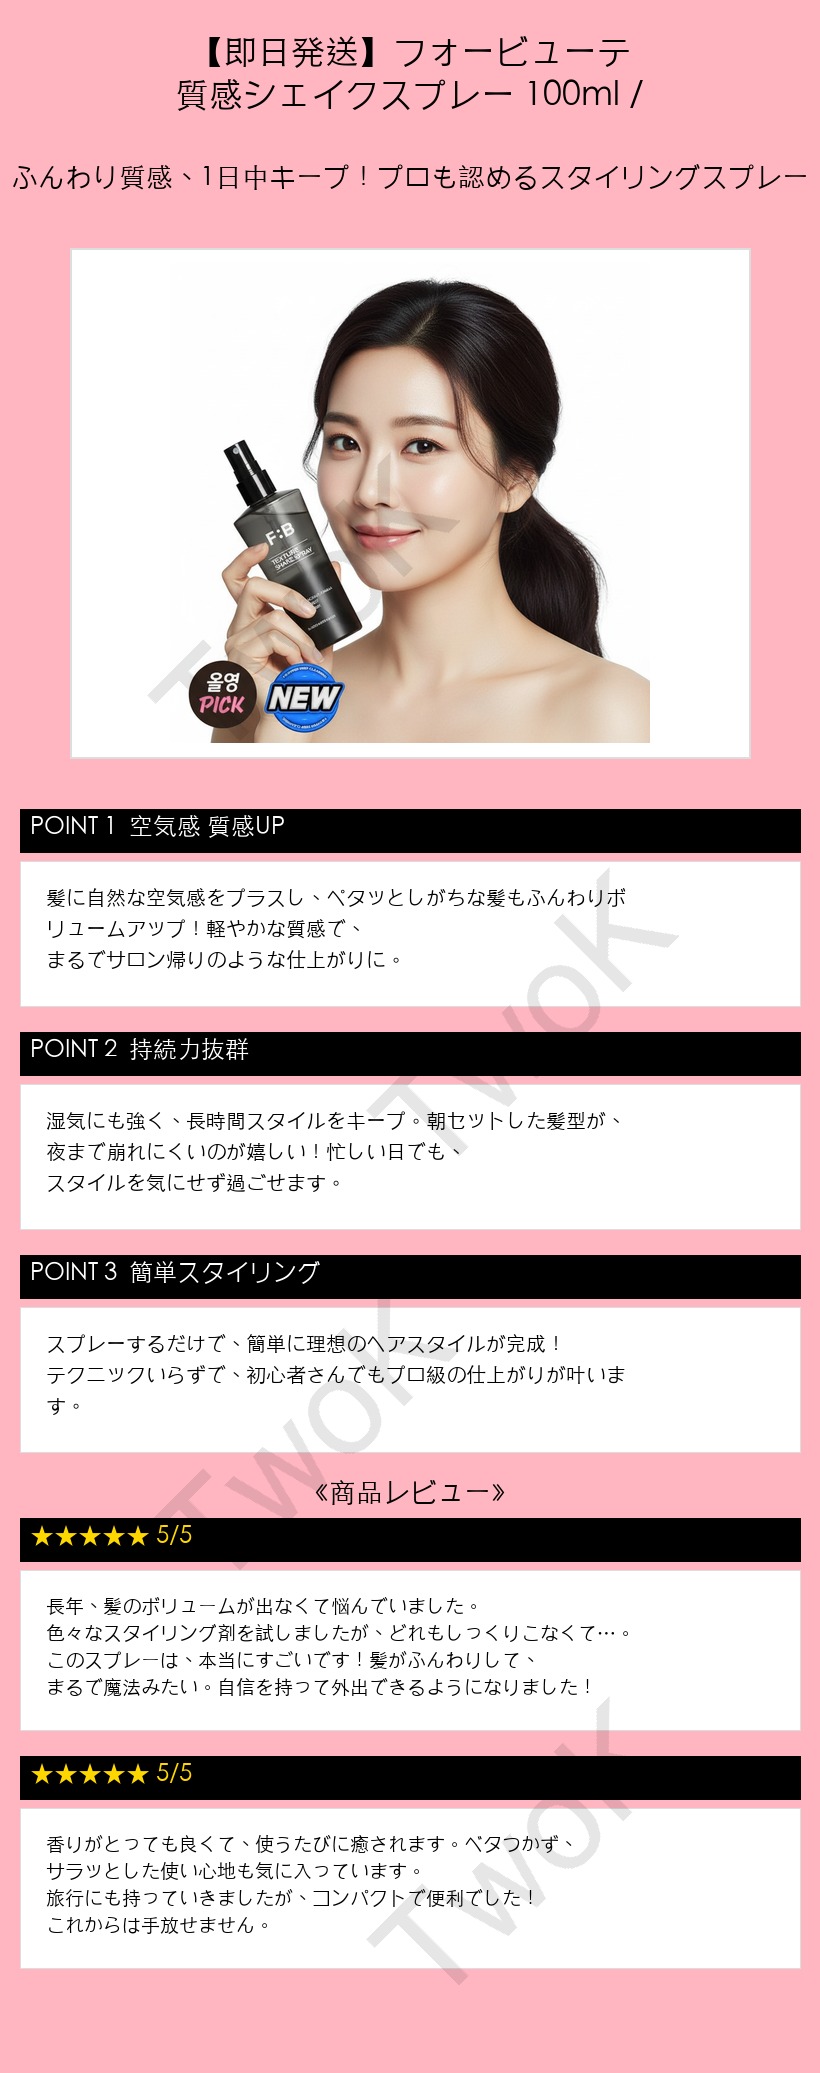 【即日発送】フォービューテ
質感シェイクスプレー 100ml /
ふんわり質感、1日中キープ！プロも認めるスタイリングスプレー
F:B
TEXTURE
SHAKE SPRAY
올영
PICK
NEW
TwoK
POINT 1 空気感 質感UP
髪に自然な空気感をプラスし、ペタッとしがちな髪もふんわりボ
リュームアップ！軽やかな質感で、
まるでサロン帰りのような仕上がりに。
TwoK
POINT 2 持続力抜群
湿気にも強く、長時間スタイルをキープ。朝セットした髪型が、
夜まで崩れにくいのが嬉しい！忙しい日でも、
スタイルを気にせず過ごせます。
POINT 3 簡単スタイリング
スプレーするだけで、簡単に理想のヘアスタイルが完成！
テクニックいらずで、初心者さんでもプロ級の仕上がりが叶いま
す。
TwoK
《商品レビュー》
★★★★★ 5/5
長年、髪のボリュームが出なくて悩んでいました。
色々なスタイリング剤を試しましたが、どれもしっくりこなくて…。
このスプレーは、本当にすごいです！髪がふんわりして、
まるで魔法みたい。自信を持って外出できるようになりました！
★★★★★ 5/5
香りがとっても良くて、使うたびに癒されます。ベタつかず、
サラッとした使い心地も気に入っています。
旅行にも持っていきましたが、コンパクトで便利でした！
これからは手放せません。
TwoK